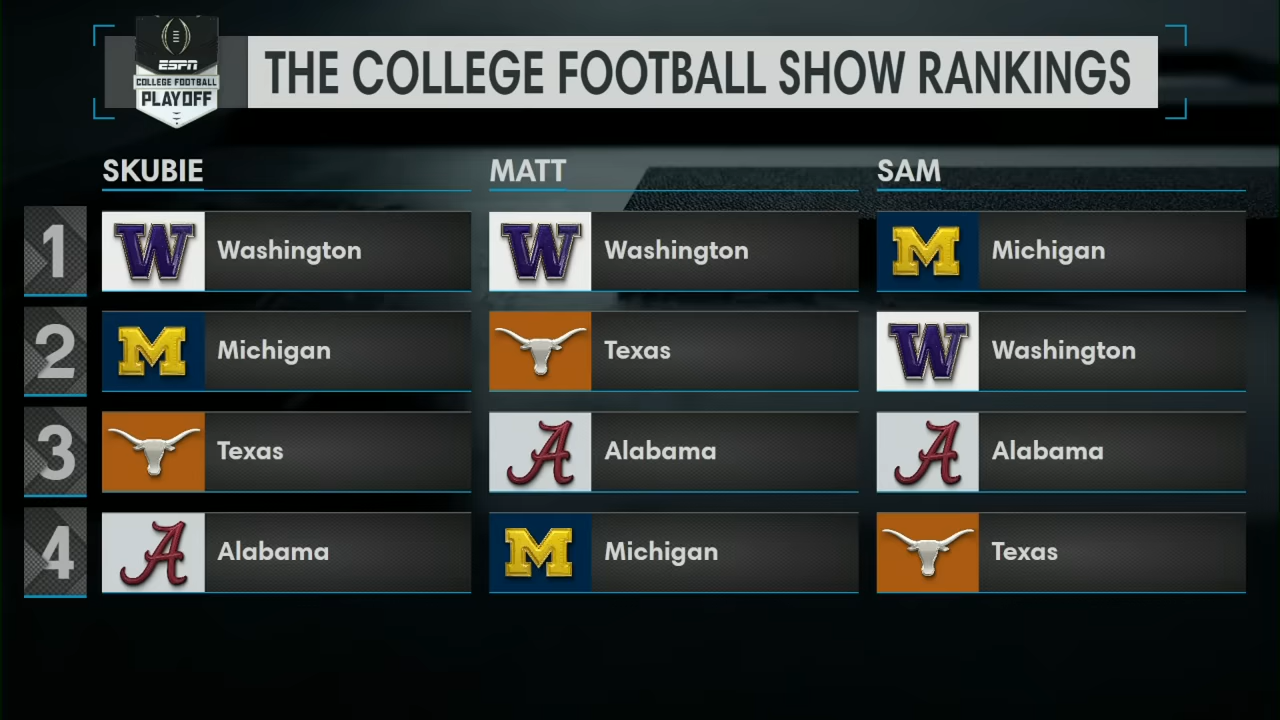 ESPN
COLLEGE FOOTBALL
PLAYOFF
THE COLLEGE FOOTBALL SHOW RANKINGS
SKUBIE MATT SAM
1 W Washington W Washington M Michigan
2 M Michigan Texas W Washington
3 Texas A Alabama A Alabama
4 A Alabama M Michigan Texas